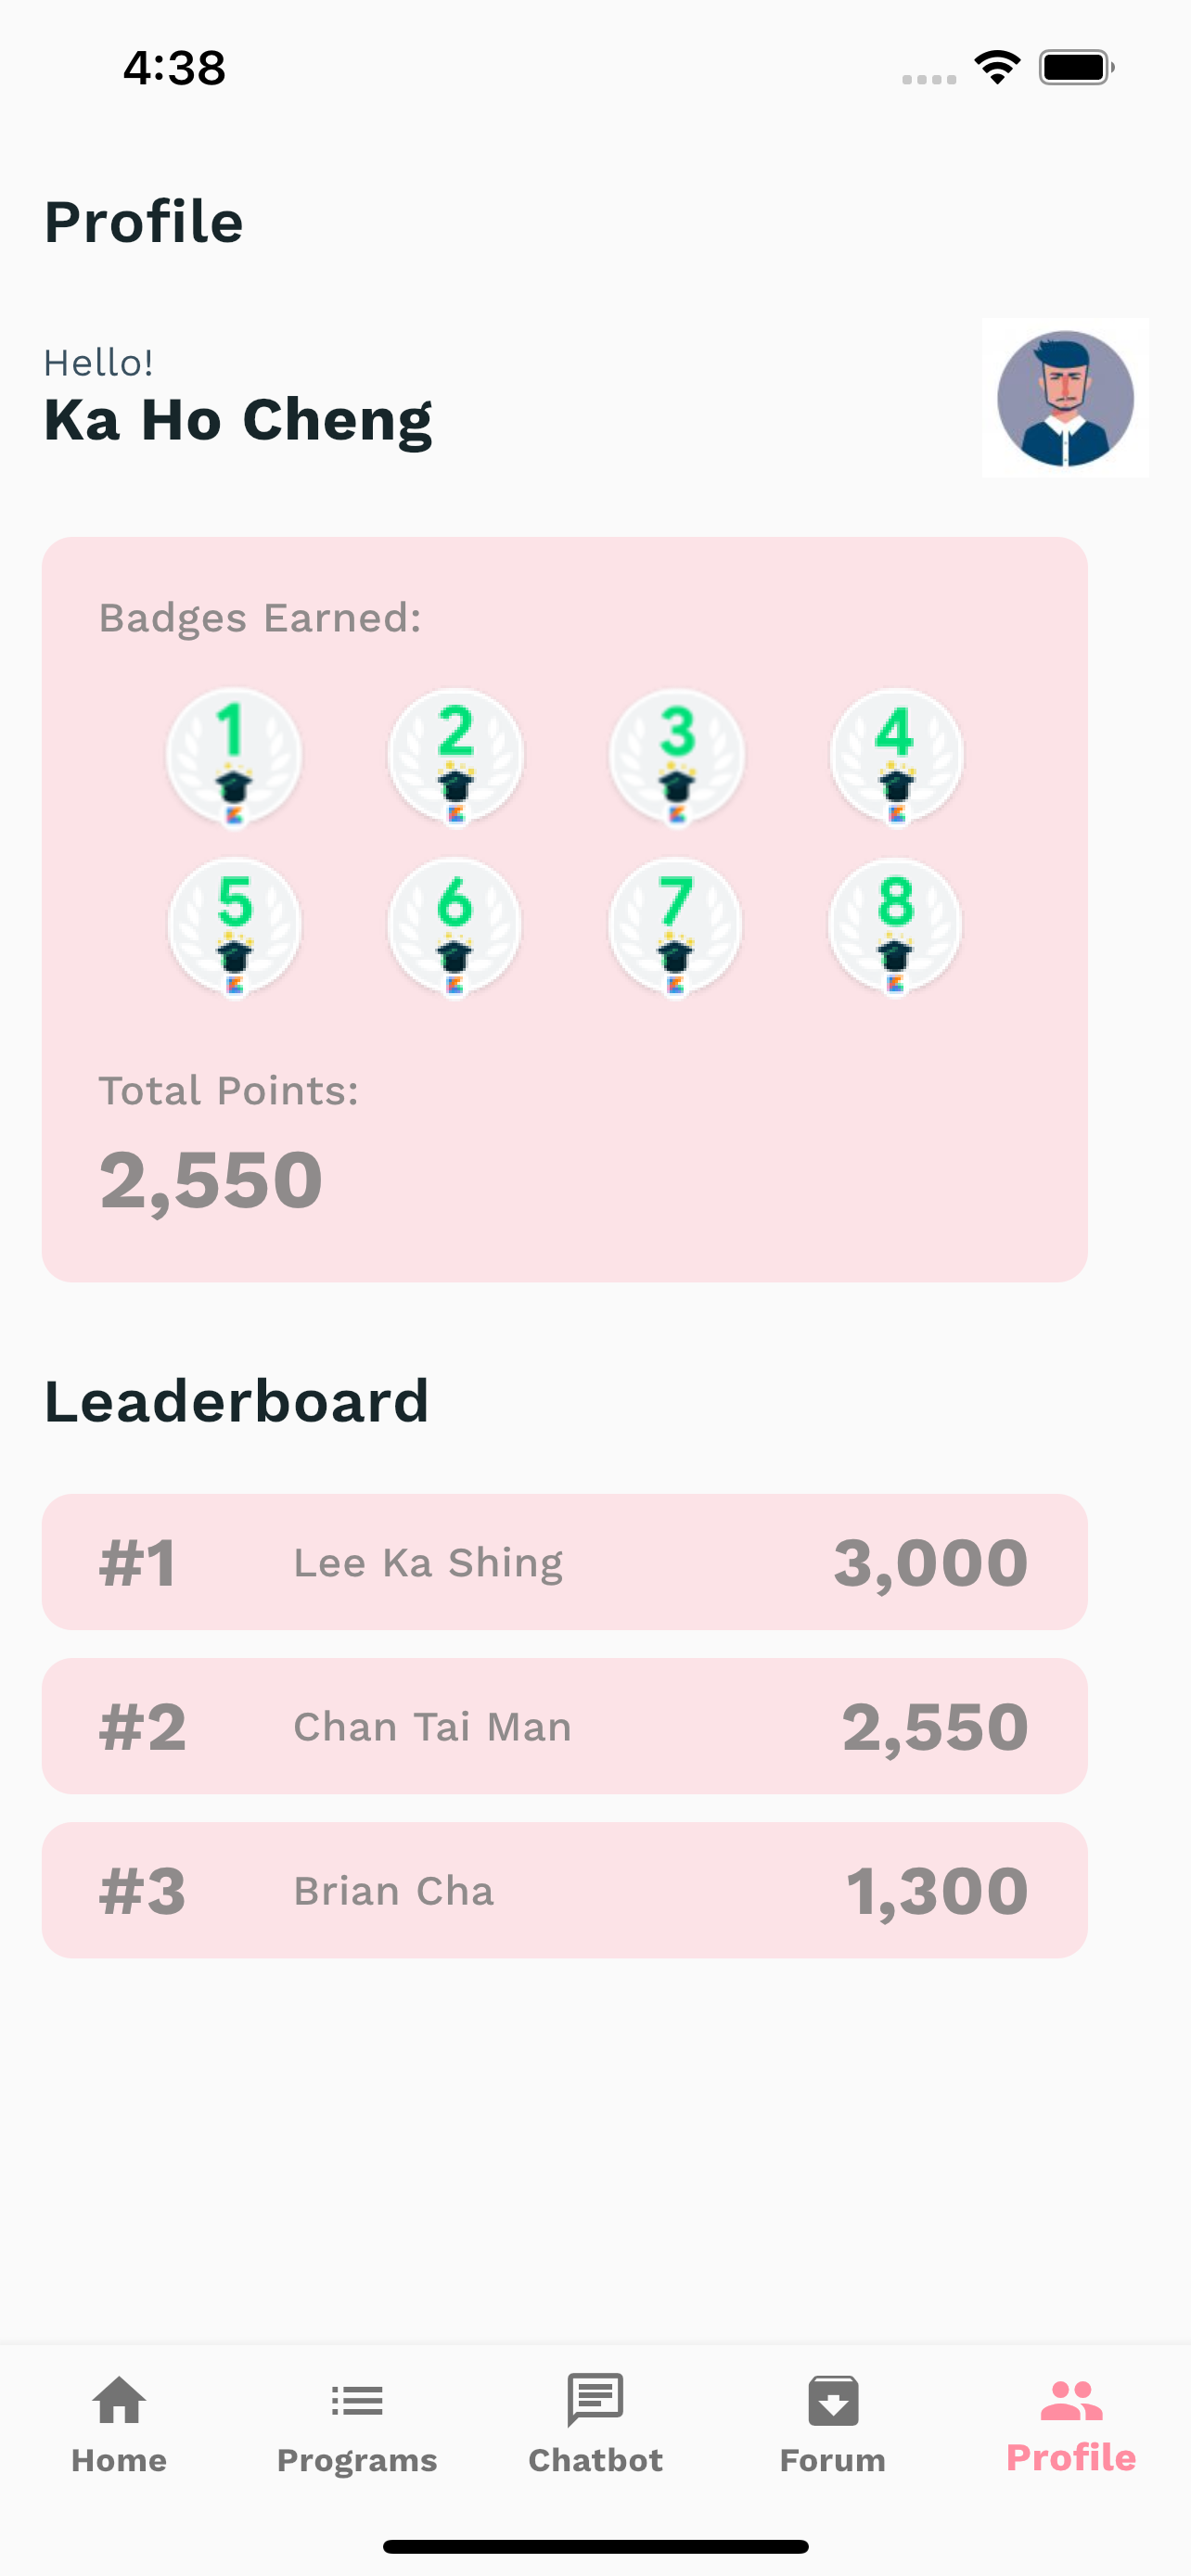 4:38
Profile
Hello!
Ka Ho Cheng
Badges Earned:
1 2 3 4
5 6 7 8
Total Points:
2,550
Leaderboard
#1 Lee Ka Shing 3,000
#2 Chan Tai Man 2,550
#3 Brian Cha 1,300
Home Programs Chatbot Forum Profile